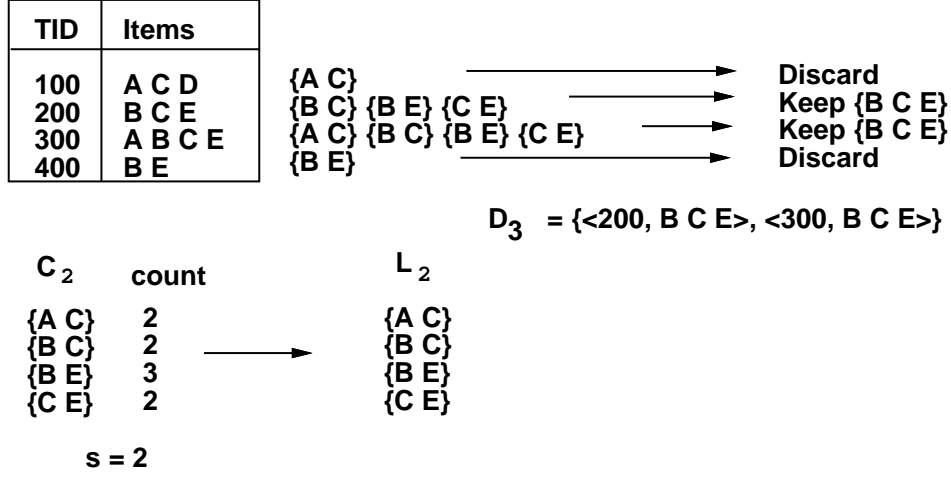 TID Items
100 A C D {A C} Discard
200 B C E {B C} {B E} {C E} Keep {B C E}
300 A B C E {A C} {B C} {B E} {C E} Keep {B C E}
400 B E {B E} Discard
D3 = {<200, B C E>, <300, B C E>}
C2 count L2
{A C} 2 {A C}
{B C} 2 {B C}
{B E} 3 {B E}
{C E} 2 {C E}
s = 2